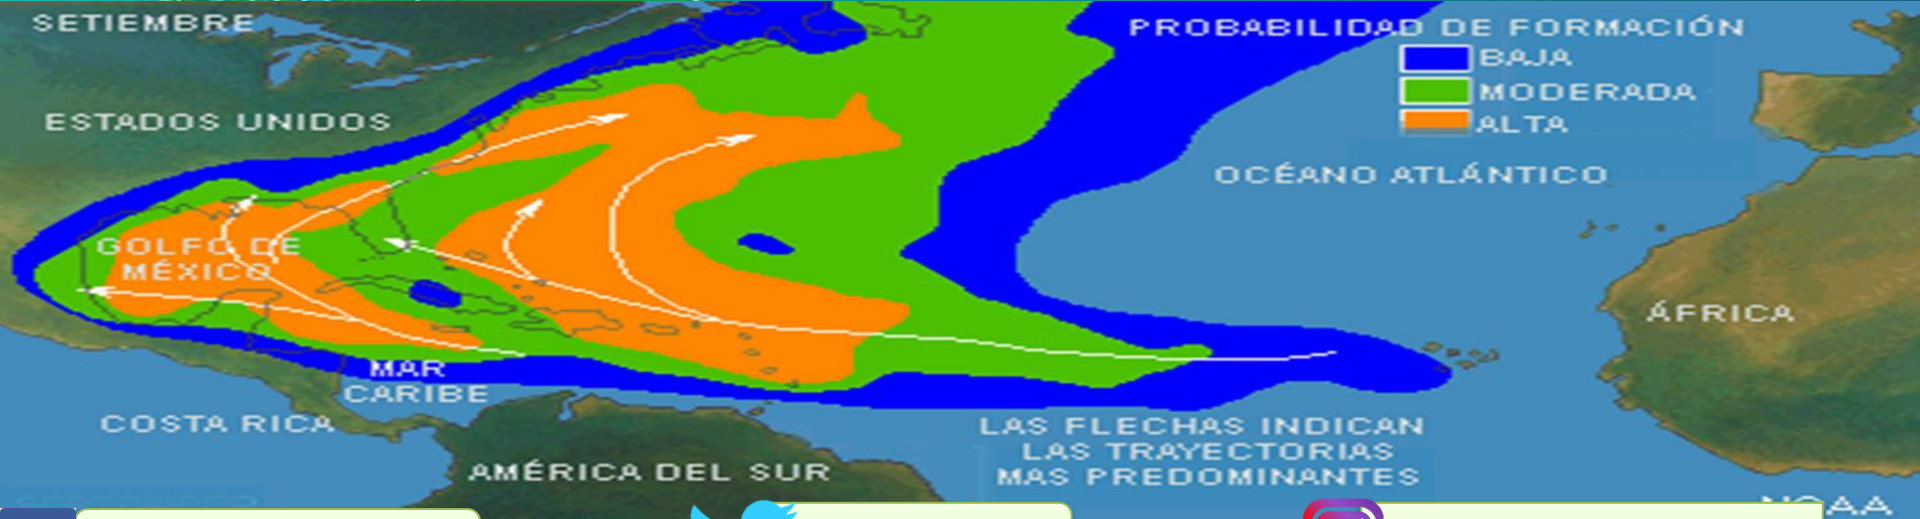 SETIEMBRE
PROBABILIDAD DE FORMACIÓN
BAJA
MODERADA
ALTA
ESTADOS UNIDOS
OCÉANO ATLÁNTICO
GOLFO DE
MÉXICO
ÁFRICA
MAR
CARIBE
COSTA RICA
LAS FLECHAS INDICAN
LAS TRAYECTORIAS
MAS PREDOMINANTES
AMÉRICA DEL SUR
NOAA